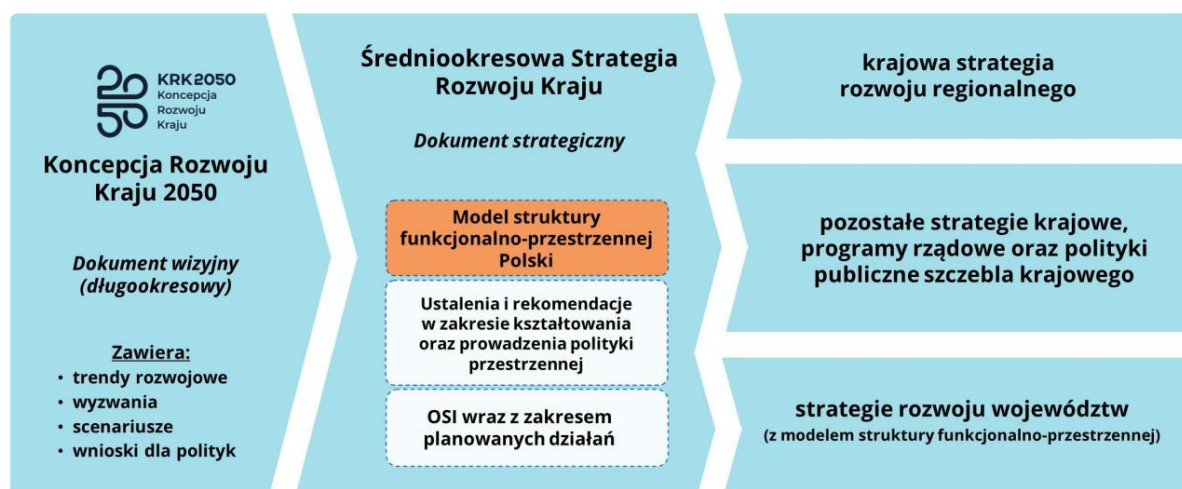 2050
KRK2050
Koncepcja
Rozwoju
Kraju
Koncepcja Rozwoju
Kraju 2050
Dokument wizyjny
(długookresowy)
Zawiera:
• trendy rozwojowe
• wyzwania
• scenariusze
• wnioski dla polityk
Średniookresowa Strategia
Rozwoju Kraju
Dokument strategiczny
Model struktury
funkcjonalno-przestrzennej
Polski
Ustalenia i rekomendacje
w zakresie kształtowania
oraz prowadzenia polityki
przestrzennej
OSI wraz z zakresem
planowanych działań
krajowa strategia
rozwoju regionalnego
pozostałe strategie krajowe,
programy rządowe oraz polityki
publiczne szczebla krajowego
strategie rozwoju województw
(z modelem struktury funkcjonalno-przestrzennej)